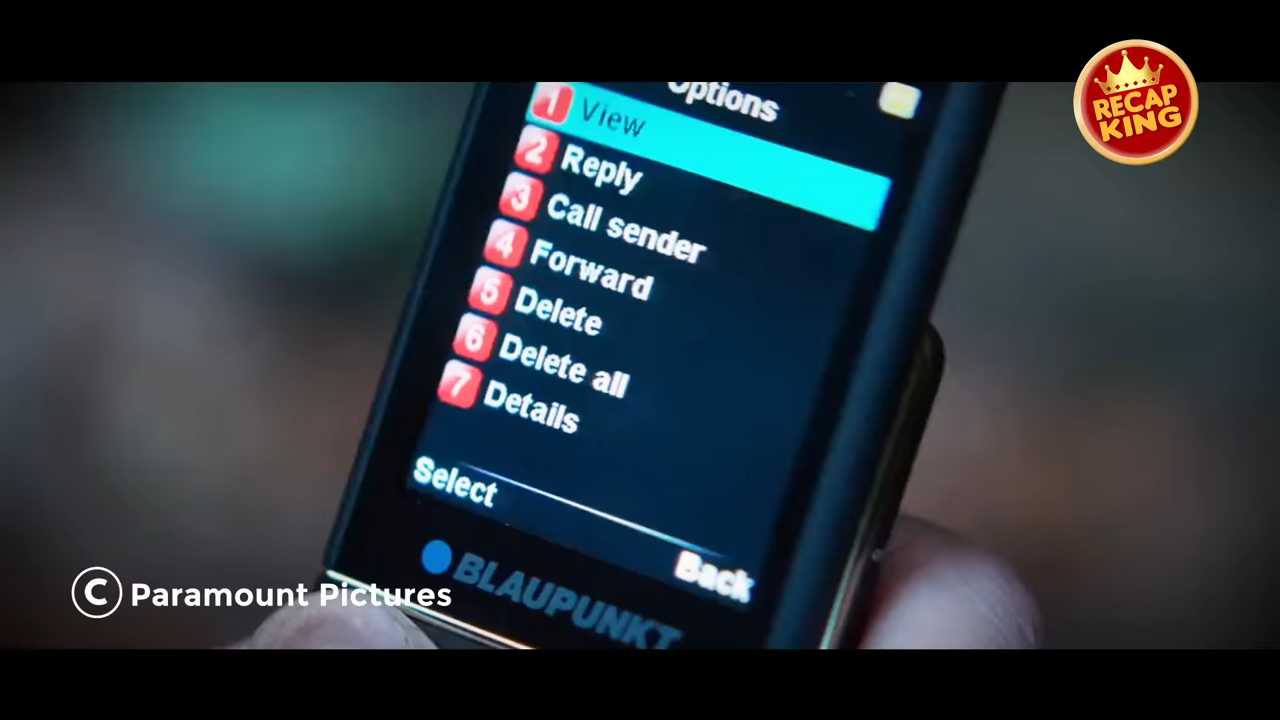 RECAP
KING
Options
1 View
2 Reply
3 Call sender
4 Forward
5 Delete
6 Delete all
7 Details
Select
Back
BLAUPUNKT
© Paramount Pictures